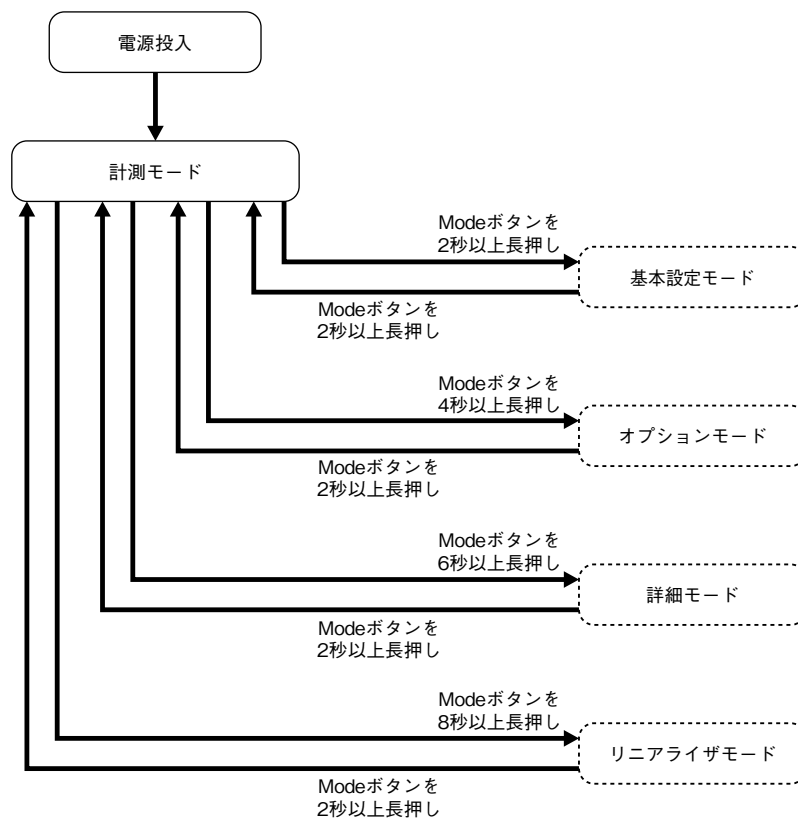 電源投入
計測モード
Modeボタンを
2秒以上長押し
基本設定モード
Modeボタンを
2秒以上長押し
Modeボタンを
4秒以上長押し
オプションモード
Modeボタンを
2秒以上長押し
Modeボタンを
6秒以上長押し
詳細モード
Modeボタンを
2秒以上長押し
Modeボタンを
8秒以上長押し
リニアライザモード
Modeボタンを
2秒以上長押し